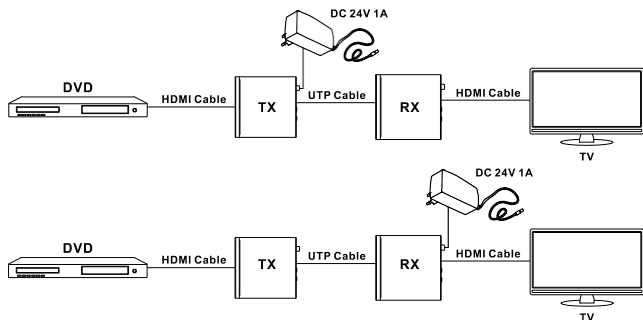 DC 24V 1A
DVD
HDMI Cable
TX
UTP Cable
RX
HDMI Cable
TV
DC 24V 1A
DVD
HDMI Cable
TX
UTP Cable
RX
HDMI Cable
TV